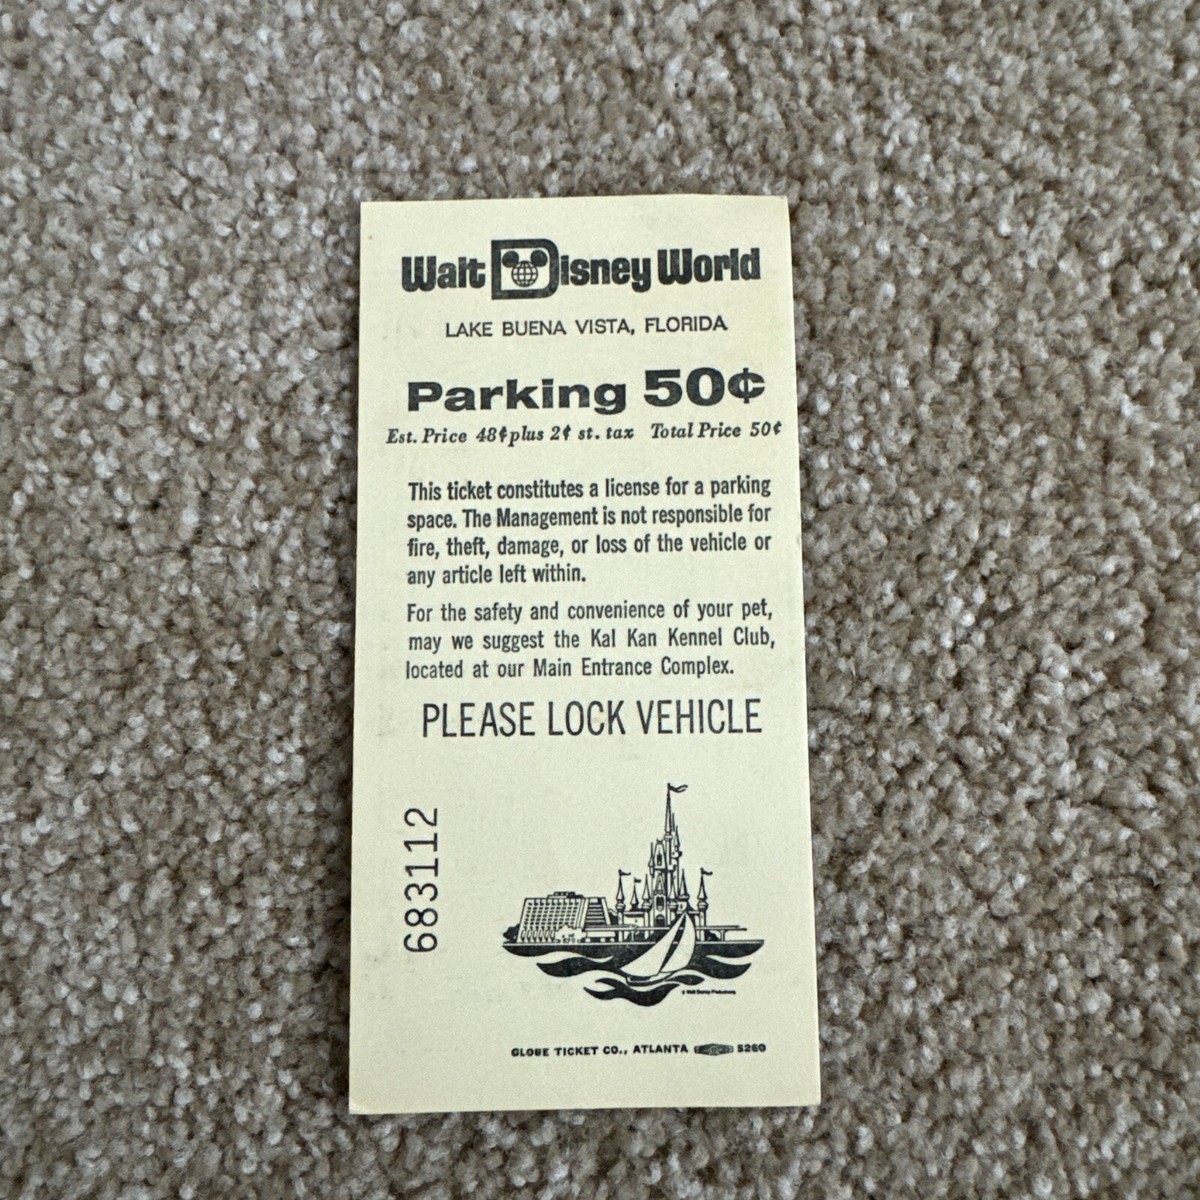 Walt Disney World
LAKE BUENA VISTA, FLORIDA
Parking 50¢
Est. Price 48¢ plus 2¢ st. tax Total Price 50¢
This ticket constitutes a license for a parking
space. The Management is not responsible for
fire, theft, damage, or loss of the vehicle or
any article left within.
For the safety and convenience of your pet,
may we suggest the Kal Kan Kennel Club,
located at our Main Entrance Complex.
PLEASE LOCK VEHICLE
683112
© Walt Disney Productions
GLOBE TICKET CO., ATLANTA 5260